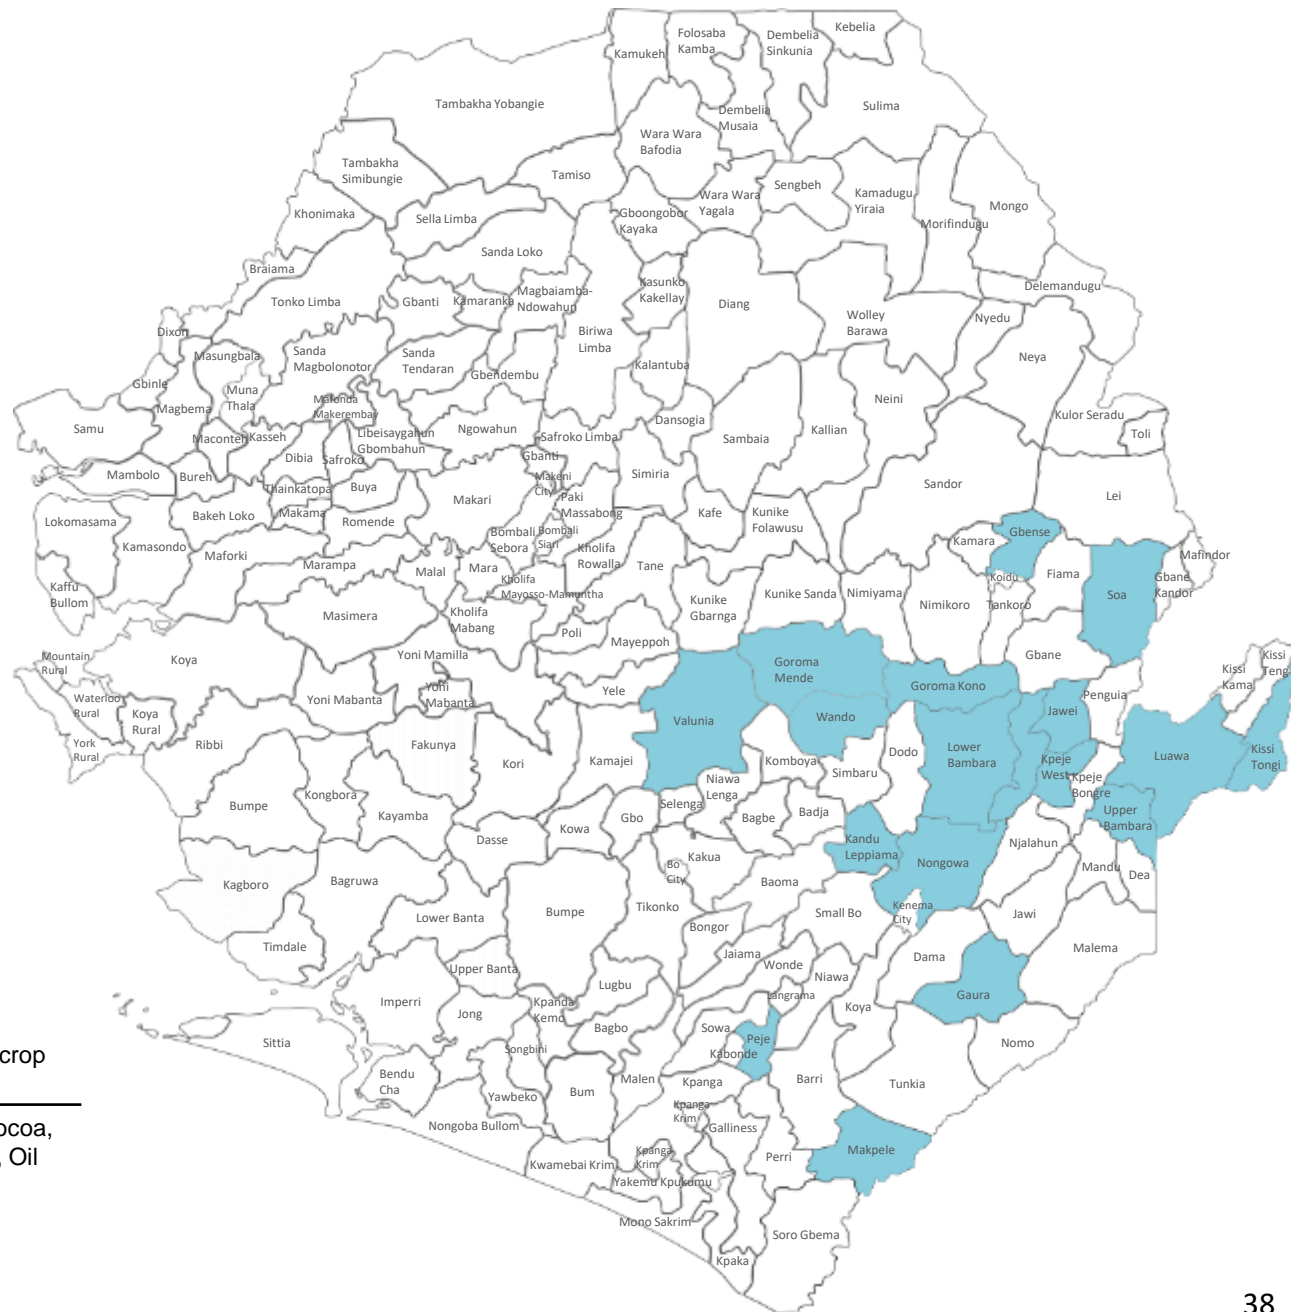 Kebelia
Folosaba
Kamba
Dembelia
Sinkunia
Kamukeh
Tambakha Yobangie
Sulima
Dembelia
Musaia
Wara Wara
Bafodia
Tambakha
Simibungie
Tamiso
Sengbeh
Wara Wara
Yagala
Kamadugu
Yiraia
Mongo
Khonimaka
Sella Limba
Gboongobor
Kayaka
Morifindugu
Sanda Loko
Braiama
Kasunko
Kakellay
Delemandugu
Tonko Limba
Gbanti
Kamaranka
Magbaiamba-
Ndowahun
Diang
Wolley
Barawa
Nyedu
Dixon
Biriwa
Limba
Masungbala
Sanda
Magbolonotor
Sanda
Tendaran
Neya
Gbinle
Muna
Thala
Gbendembu
Kalantuba
Mafonda
Makerembay
Neini
Magbema
Kulor Seradu
Samu
Maconteh
Kasseh
Libeisaygahun
Gbombahun
Ngowahun
Safroko Limba
Dansogia
Sambaia
Kallian
Toli
Dibia
Safroko
Gbanti
Mambolo
Bureh
Thainkatopa
Buya
Makari
Makeni
City
Simiria
Sandor
Lei
Paki
Massabong
Lokomasama
Bakeh Loko
Makama
Romende
Kafe
Kunike
Folawusu
Kamasondo
Maforki
Bombali
Sebora
Bombali
Siari
Kamara
Gbense
Kholifa
Rowalla
Mafindor
Marampa
Malal
Mara
Tane
Koidu
Fiama
Gbane
Kandor
Kaffu
Bullom
Kholifa
Mayosso-Mamuntha
Kunike
Gbarnga
Kunike Sanda
Nimiyama
Nimikoro
Tankoro
Soa
Masimera
Kholifa
Mabang
Poli
Mayeppoh
Mountain
Rural
Koya
Yoni Mamilla
Goroma
Mende
Gbane
Kissi
Teng
Kissi
Kama
Yele
Goroma Kono
Waterloo
Rural
Yoni Mabanta
Yoni
Mabanta
Penguia
Koya
Rural
Valunia
Wando
Jawei
York
Rural
Ribbi
Fakunya
Kori
Kamajei
Komboya
Dodo
Lower
Bambara
Luawa
Kissi
Tongi
Simbaru
Kpeje
West
Kpeje
Bongre
Bumpe
Kongbora
Niawa
Lenga
Kayamba
Selenga
Bagbe
Badja
Upper
Bambara
Gbo
Dasse
Kowa
Kandu
Leppiama
Njalahun
Kakua
Nongowa
Bo
City
Mandu
Dea
Kagboro
Bagruwa
Baoma
Kenema
City
Lower Banta
Bumpe
Tikonko
Small Bo
Jawi
Bongor
Timdale
Malema
Jaiama
Dama
Upper Banta
Wonde
Niawa
Lugbu
Langrama
Gaura
Imperri
Jong
Kpanda
Kemo
Koya
Sittia
Bagbo
Sowa
Peje
Nomo
Songbini
Kabonde
crop
Bendu
Cha
Malen
Kpanga
Barri
Tunkia
Yawbeko
Bum
Kpanga
Krim
ocoa,
Nongoba Bullom
Galliness
, Oil
Kpanga
Krim
Perri
Makpele
Kwamebai Krim
Yakemu Kpukumu
Mono Sakrim
Soro Gbema
Kpaka
38